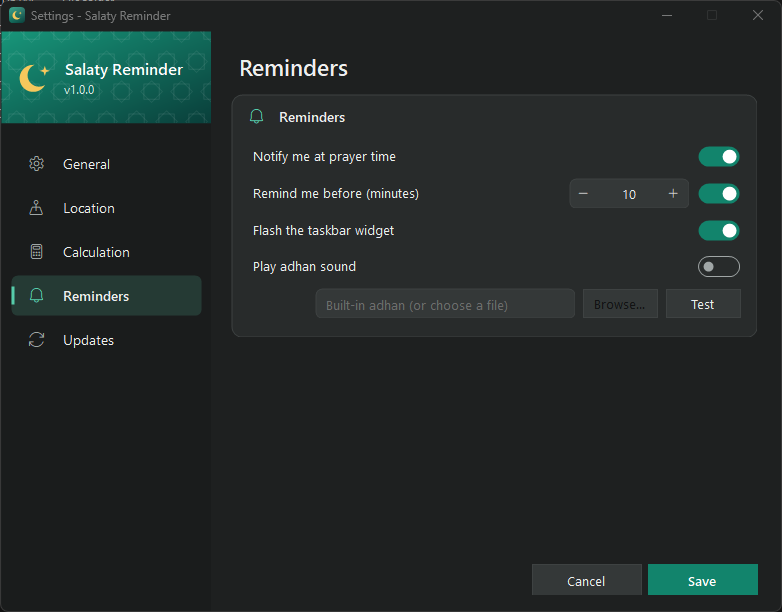 Settings - Salaty Reminder
Salaty Reminder
v1.0.0
General
Location
Calculation
Reminders
Updates
Reminders
Reminders
Notify me at prayer time
Remind me before (minutes)
− 10 +
Flash the taskbar widget
Play adhan sound
Built-in adhan (or choose a file)
Browse...
Test
Cancel
Save